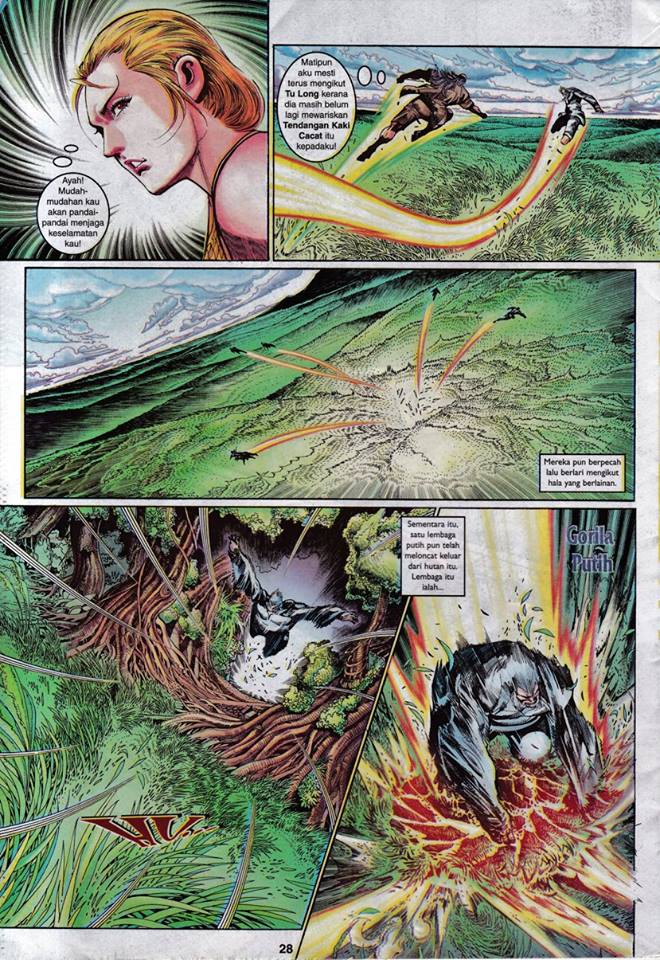 Ayah!
Mudah-
mudahan kau
akan pandai-
pandai menjaga
keselamatan
kau!
Matipun
aku mesti
terus mengikut
Tu Long kerana
dia masih belum
lagi mewariskan
Tendangan Kaki
Cacat itu
kepadaku!
Mereka pun berpecah
lalu berlari mengikut
hala yang berlainan.
Sementara itu,
satu lembaga
putih pun telah
meloncat keluar
dari hutan itu.
Lembaga itu
ialah...
Gorila
Putih
HU...
28